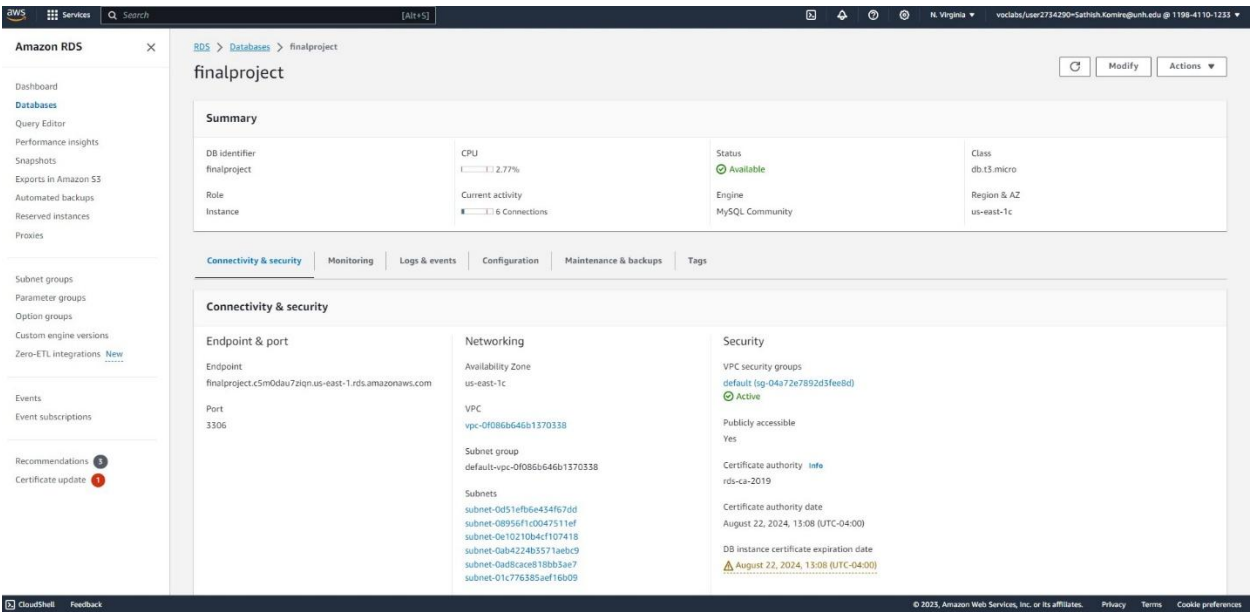 aws
Services
Search
[Alt+S]
N. Virginia
voclabs/user2734290=Sathish.Komire@unh.edu @ 1198-4110-1233
Amazon RDS
Dashboard
Databases
Query Editor
Performance insights
Snapshots
Exports in Amazon S3
Automated backups
Reserved instances
Proxies
Subnet groups
Parameter groups
Option groups
Custom engine versions
Zero-ETL integrations New
Events
Event subscriptions
Recommendations 3
Certificate update 1
RDS > Databases > finalproject
finalproject
Modify
Actions
Summary
DB identifier
finalproject
CPU
2.77%
Status
Available
Class
db.t3.micro
Role
Instance
Current activity
6 Connections
Engine
MySQL Community
Region & AZ
us-east-1c
Connectivity & security
Monitoring
Logs & events
Configuration
Maintenance & backups
Tags
Connectivity & security
Endpoint & port
Endpoint
finalproject.c5m0dau7ziqn.us-east-1.rds.amazonaws.com
Port
3306
Networking
Availability Zone
us-east-1c
VPC
vpc-0f086b646b1370338
Subnet group
default-vpc-0f086b646b1370338
Subnets
subnet-0d51efb6e434f67dd
subnet-08956f1c0047511ef
subnet-0e10210b4cf107418
subnet-0ab4224b3571aebc9
subnet-0ad8cace818bb3ae7
subnet-01c776385aef16b09
Security
VPC security groups
default (sg-04a72e7892d3fee8d)
Active
Publicly accessible
Yes
Certificate authority Info
rds-ca-2019
Certificate authority date
August 22, 2024, 13:08 (UTC-04:00)
DB instance certificate expiration date
August 22, 2024, 13:08 (UTC-04:00)
CloudShell
Feedback
© 2023, Amazon Web Services, Inc. or its affiliates.
Privacy
Terms
Cookie preferences